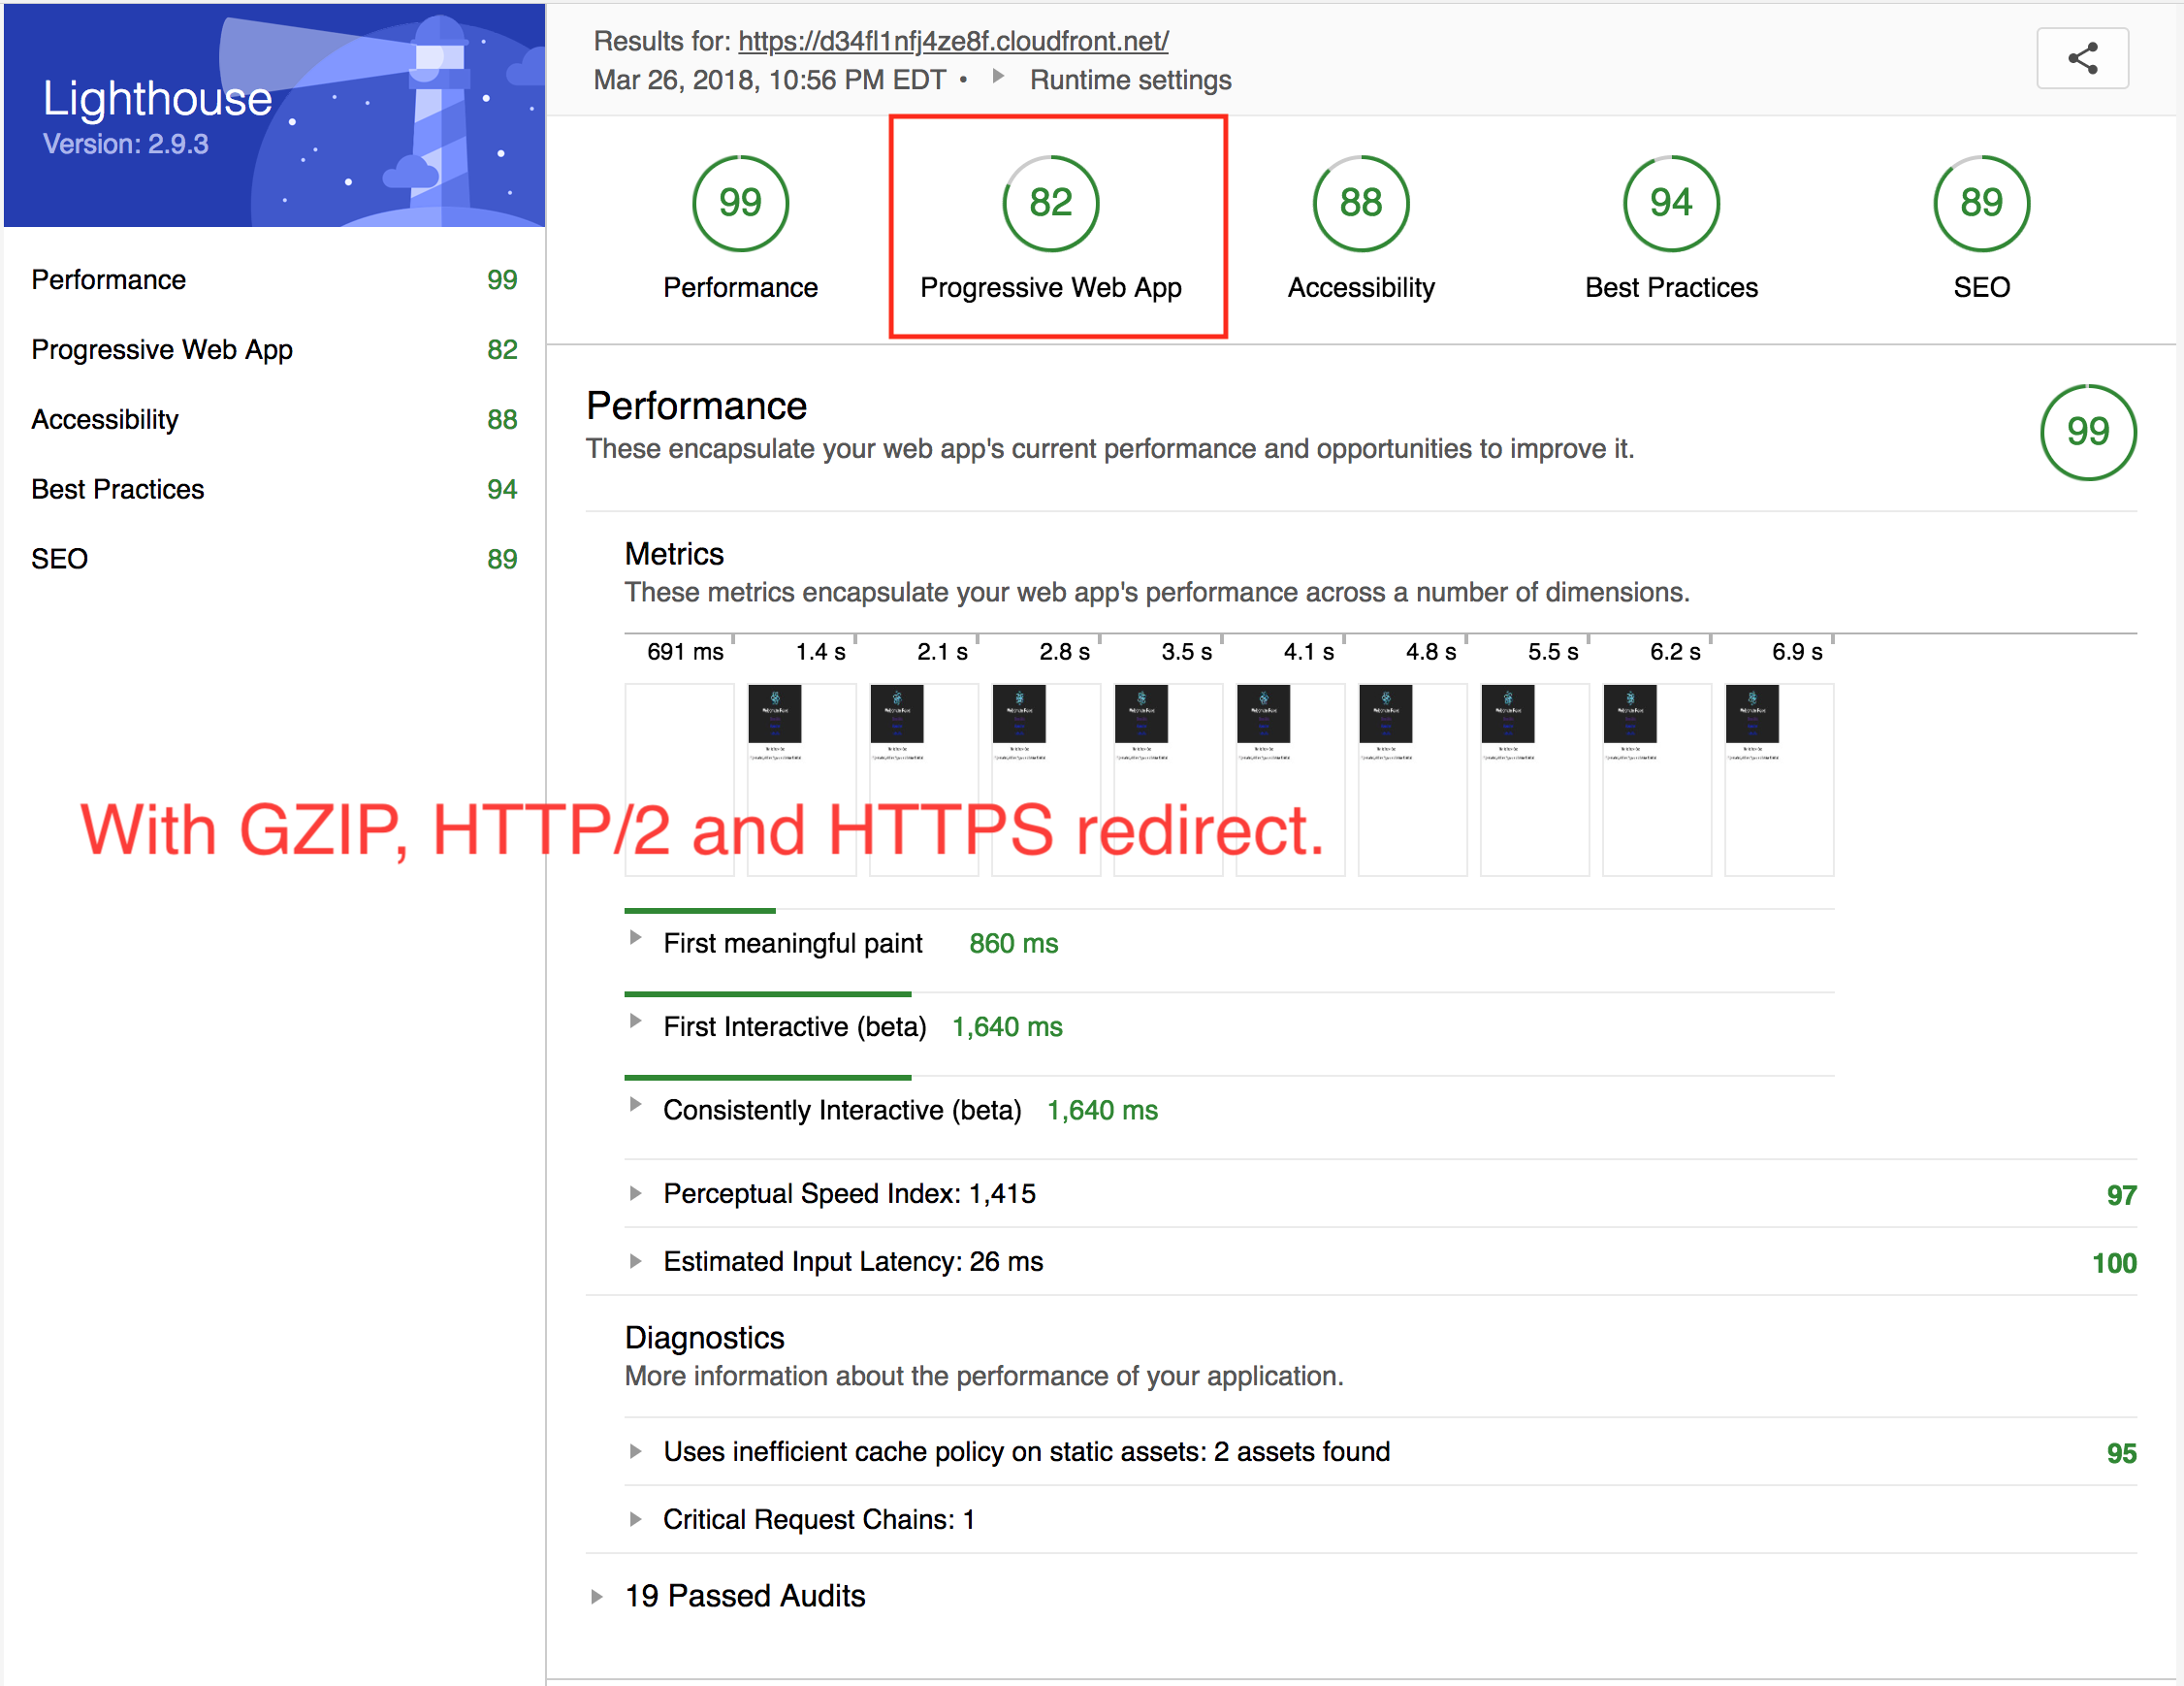 Lighthouse
Version: 2.9.3
Performance 99
Progressive Web App 82
Accessibility 88
Best Practices 94
SEO 89
Results for: https://d34fl1nfj4ze8f.cloudfront.net/
Mar 26, 2018, 10:56 PM EDT • Runtime settings
99 82 88 94 89
Performance Progressive Web App Accessibility Best Practices SEO
Performance 99
These encapsulate your web app's current performance and opportunities to improve it.
Metrics
These metrics encapsulate your web app's performance across a number of dimensions.
691 ms 1.4 s 2.1 s 2.8 s 3.5 s 4.1 s 4.8 s 5.5 s 6.2 s 6.9 s
With GZIP, HTTP/2 and HTTPS redirect.
First meaningful paint 860 ms
First Interactive (beta) 1,640 ms
Consistently Interactive (beta) 1,640 ms
Perceptual Speed Index: 1,415 97
Estimated Input Latency: 26 ms 100
Diagnostics
More information about the performance of your application.
Uses inefficient cache policy on static assets: 2 assets found 95
Critical Request Chains: 1
19 Passed Audits